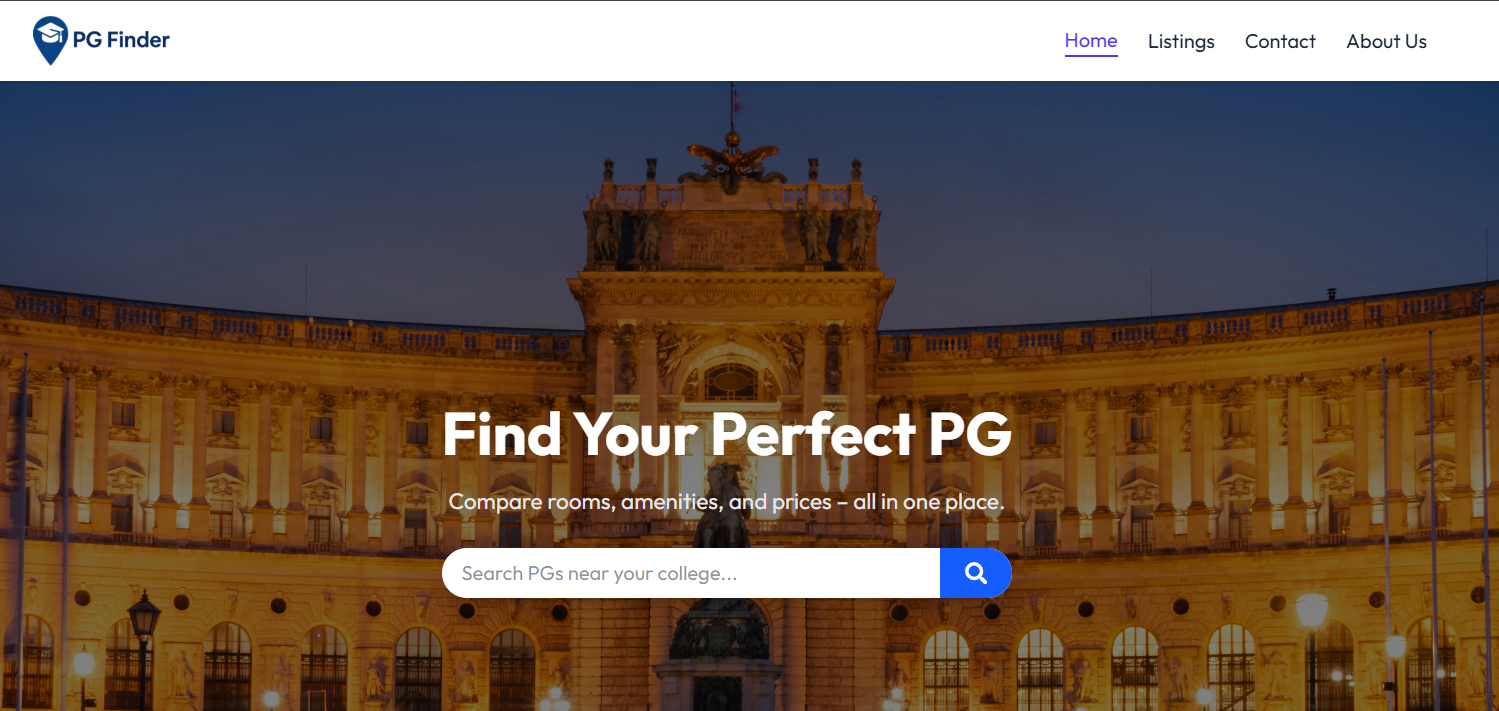 PG Finder
Home Listings Contact About Us
Find Your Perfect PG
Compare rooms, amenities, and prices – all in one place.
Search PGs near your college...